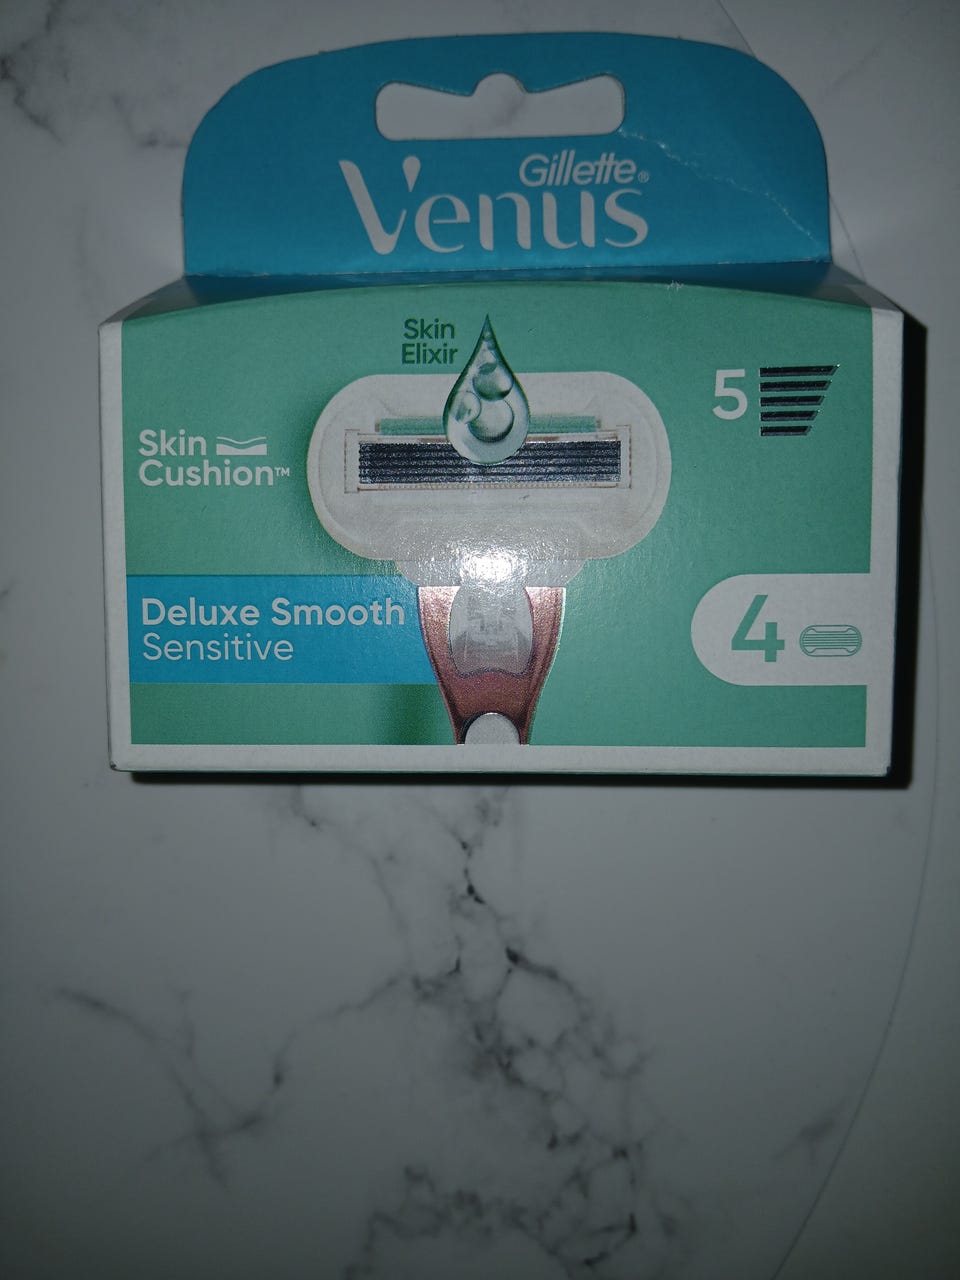 Gillette®
Venus
Skin
Elixir
5
Skin
Cushion™
Deluxe Smooth
Sensitive
4